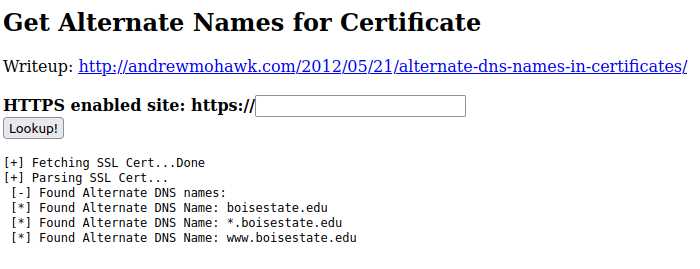 Get Alternate Names for Certificate
Writeup: http://andrewmohawk.com/2012/05/21/alternate-dns-names-in-certificates/
HTTPS enabled site: https://
Lookup!
[+] Fetching SSL Cert...Done
[+] Parsing SSL Cert...
[-] Found Alternate DNS names:
[*] Found Alternate DNS Name: boisestate.edu
[*] Found Alternate DNS Name: *.boisestate.edu
[*] Found Alternate DNS Name: www.boisestate.edu